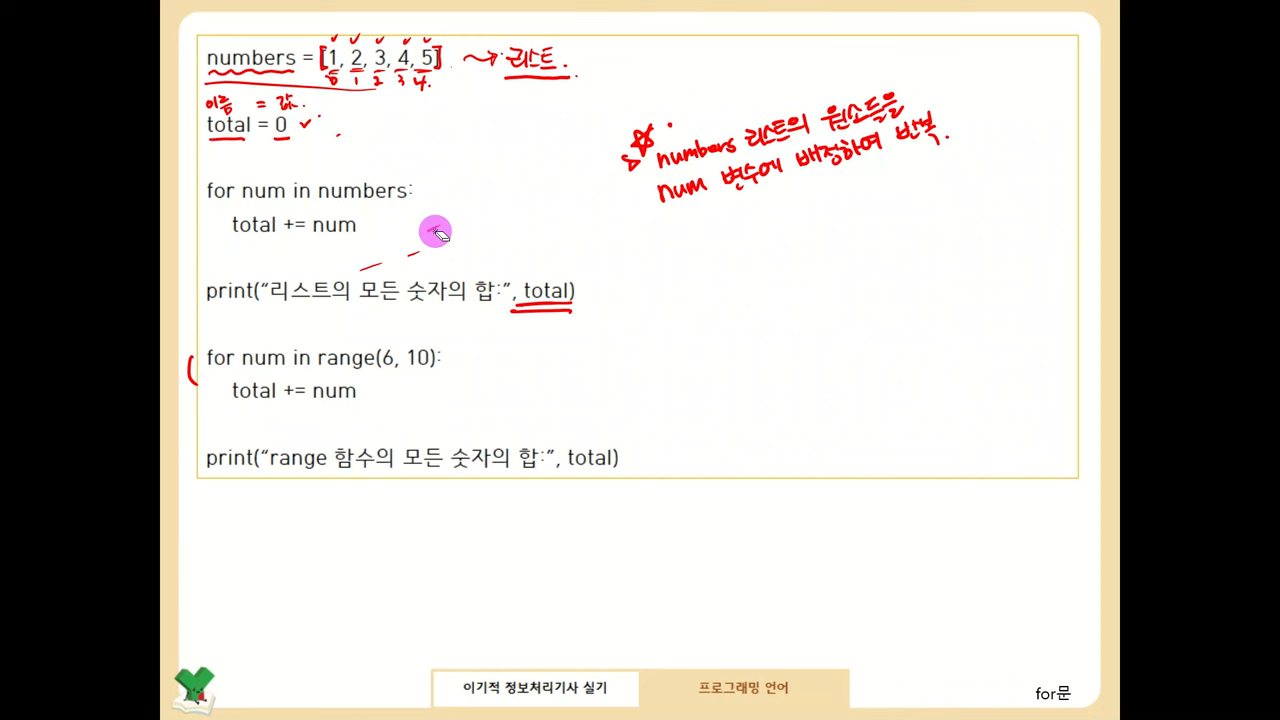 numbers = [1, 2, 3, 4, 5] → 리스트.
0 1 2 3 4.
이름 = 값.
total = 0
numbers 리스트의 원소들을
num 변수에 배정하여 반복.
for num in numbers:
total += num
print(“리스트의 모든 숫자의 합:”, total)
for num in range(6, 10):
total += num
print(“range 함수의 모든 숫자의 합:”, total)
이기적 정보처리기사 실기
프로그래밍 언어
for문